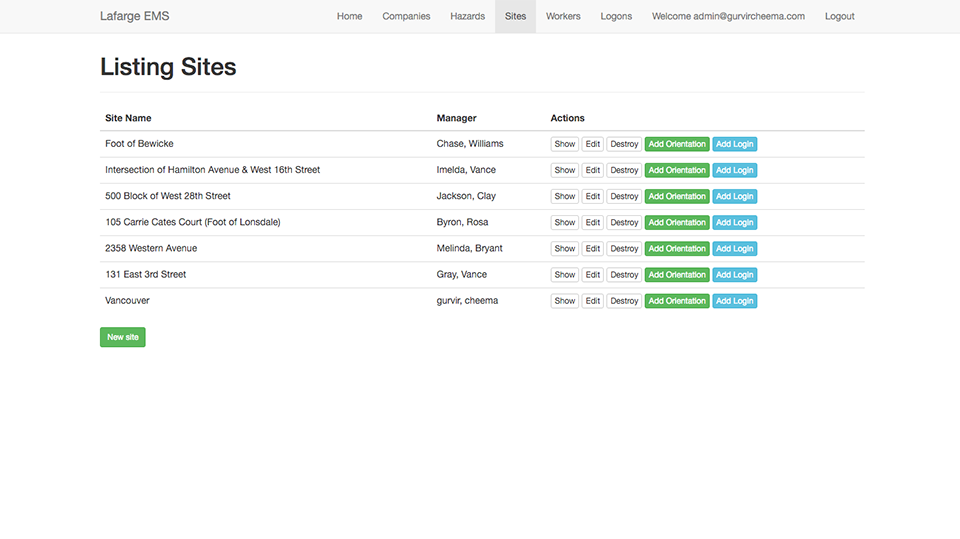 Lafarge EMS Home Companies Hazards Sites Workers Logons Welcome admin@gurvircheema.com Logout
Listing Sites
Site Name Manager Actions
Foot of Bewicke Chase, Williams Show Edit Destroy Add Orientation Add Login
Intersection of Hamilton Avenue & West 16th Street Imelda, Vance Show Edit Destroy Add Orientation Add Login
500 Block of West 28th Street Jackson, Clay Show Edit Destroy Add Orientation Add Login
105 Carrie Cates Court (Foot of Lonsdale) Byron, Rosa Show Edit Destroy Add Orientation Add Login
2358 Western Avenue Melinda, Bryant Show Edit Destroy Add Orientation Add Login
131 East 3rd Street Gray, Vance Show Edit Destroy Add Orientation Add Login
Vancouver gurvir, cheema Show Edit Destroy Add Orientation Add Login
New site